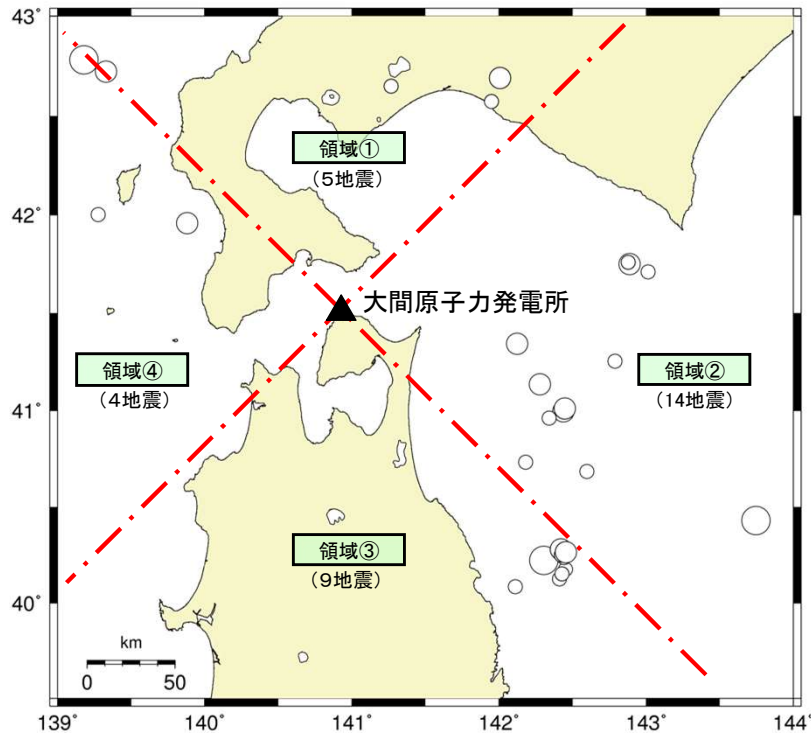 43°
42°
41°
40°
139°
140°
141°
142°
143°
144°
領域①
(5地震)
大間原子力発電所
領域④
(4地震)
領域②
(14地震)
領域③
(9地震)
km
0
50